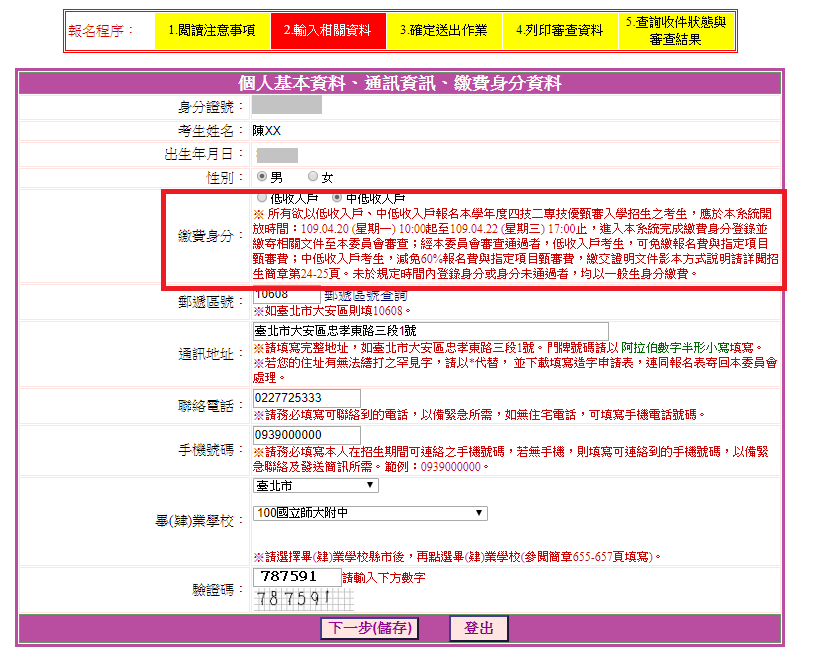 報名程序：
1.閱讀注意事項
2.輸入相關資料
3.確定送出作業
4.列印審查資料
5.查詢收件狀態與
審查結果
個人基本資料、通訊資訊、繳費身分資料
身分證號：
考生姓名：陳XX
出生年月日：
性別：男 女
繳費身分：
低收入戶 中低收入戶
※ 所有欲以低收入戶、中低收入戶報名本學年度四技二專技優甄審入學招生之考生，應於本系統開
放時間：109.04.20 (星期一) 10:00起至109.04.22 (星期三) 17:00止，進入本系統完成繳費身分登錄並
繳寄相關文件至本委員會審查；經本委員會審查通過者，低收入戶考生，可免繳報名費與指定項目
甄審費；中低收入戶考生，減免60%報名費與指定項目甄審費，繳交證明文件影本方式說明請詳閱招
生簡章第24-25頁。未於規定時間內登錄身分或身分未通過者，均以一般生身分繳費。
郵遞區號：
10608 郵遞區號查詢
※如臺北市大安區則填10608。
通訊地址：
臺北市大安區忠孝東路三段1號
※請填寫完整地址，如臺北市大安區忠孝東路三段1號。門牌號碼請以 阿拉伯數字半形小寫填寫。
※若您的住址有無法繕打之罕見字，請以*代替， 並下載填寫造字申請表，連同報名表寄回本委員會
處理。
聯絡電話：
0227725333
※請務必填寫可聯絡到的電話，以備緊急所需，如無住宅電話，可填寫手機電話號碼。
手機號碼：
0939000000
※請務必填寫本人在招生期間可連絡之手機號碼，若無手機，則填寫可連絡到的手機號碼，以備緊
急聯絡及發送簡訊所需。範例：0939000000。
畢(肄)業學校：
臺北市
100國立師大附中
※請選擇畢(肄)業學校縣市後，再點選畢(肄)業學校(參閱簡章655-657頁填寫)。
驗證碼：
787591 請輸入下方數字
787591
下一步(儲存) 登出